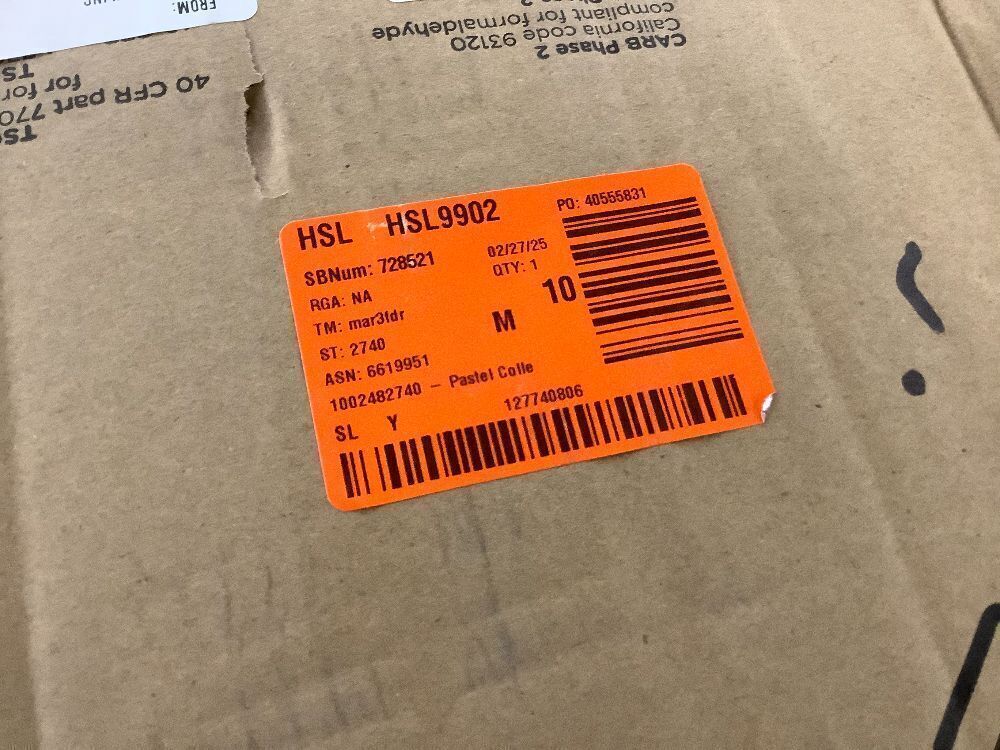 FROM:
CARB Phase 2
California code 93120
compliant for formaldehyde
40 CFR part 770
HSL HSL9902
PO: 40555831
SBNum: 728521
02/27/25
RGA: NA
QTY: 1
TM: mar3fdr
M
10
ST: 2740
ASN: 6619951
1002482740 - Pastel Colle
SL Y
127740806